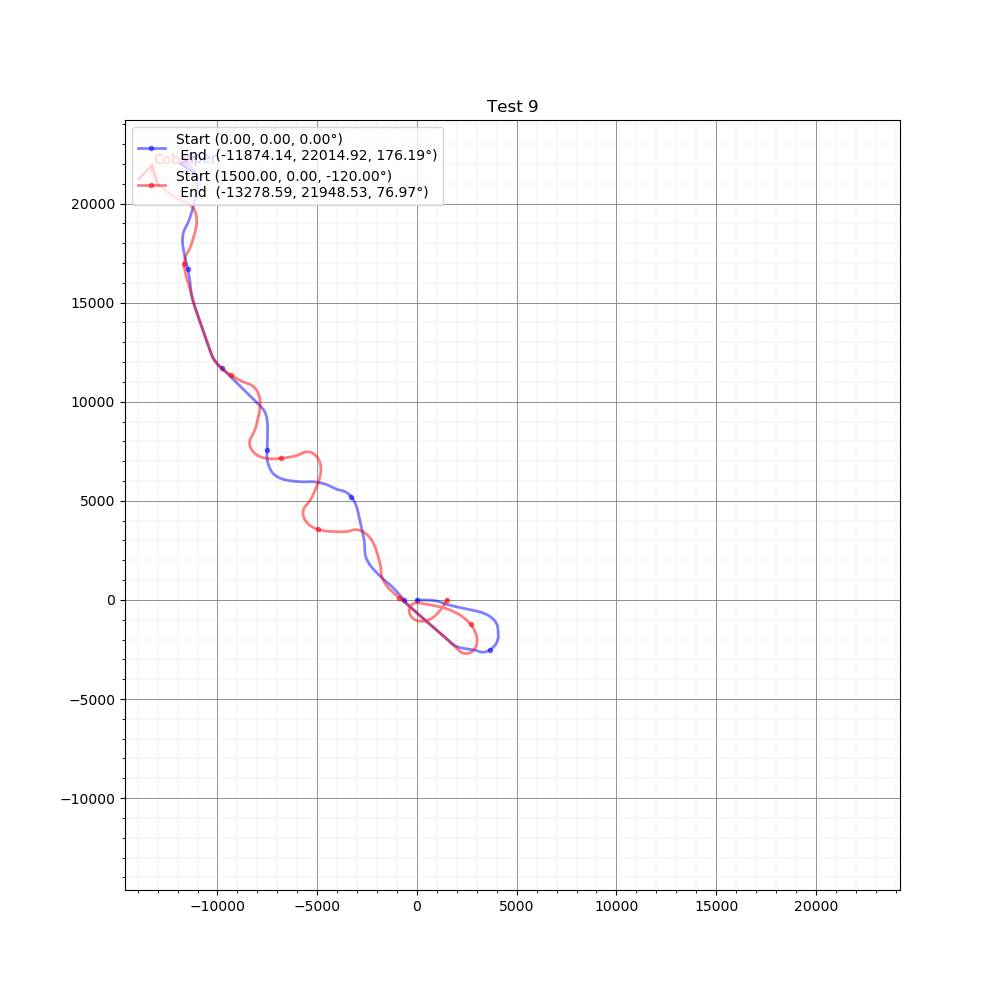 Test 9
Start (0.00, 0.00, 0.00°)
End (-11874.14, 22014.92, 176.19°)
Start (1500.00, 0.00, -120.00°)
End (-13278.59, 21948.53, 76.97°)
20000
15000
10000
5000
0
−5000
−10000
−10000 −5000 0 5000 10000 15000 20000